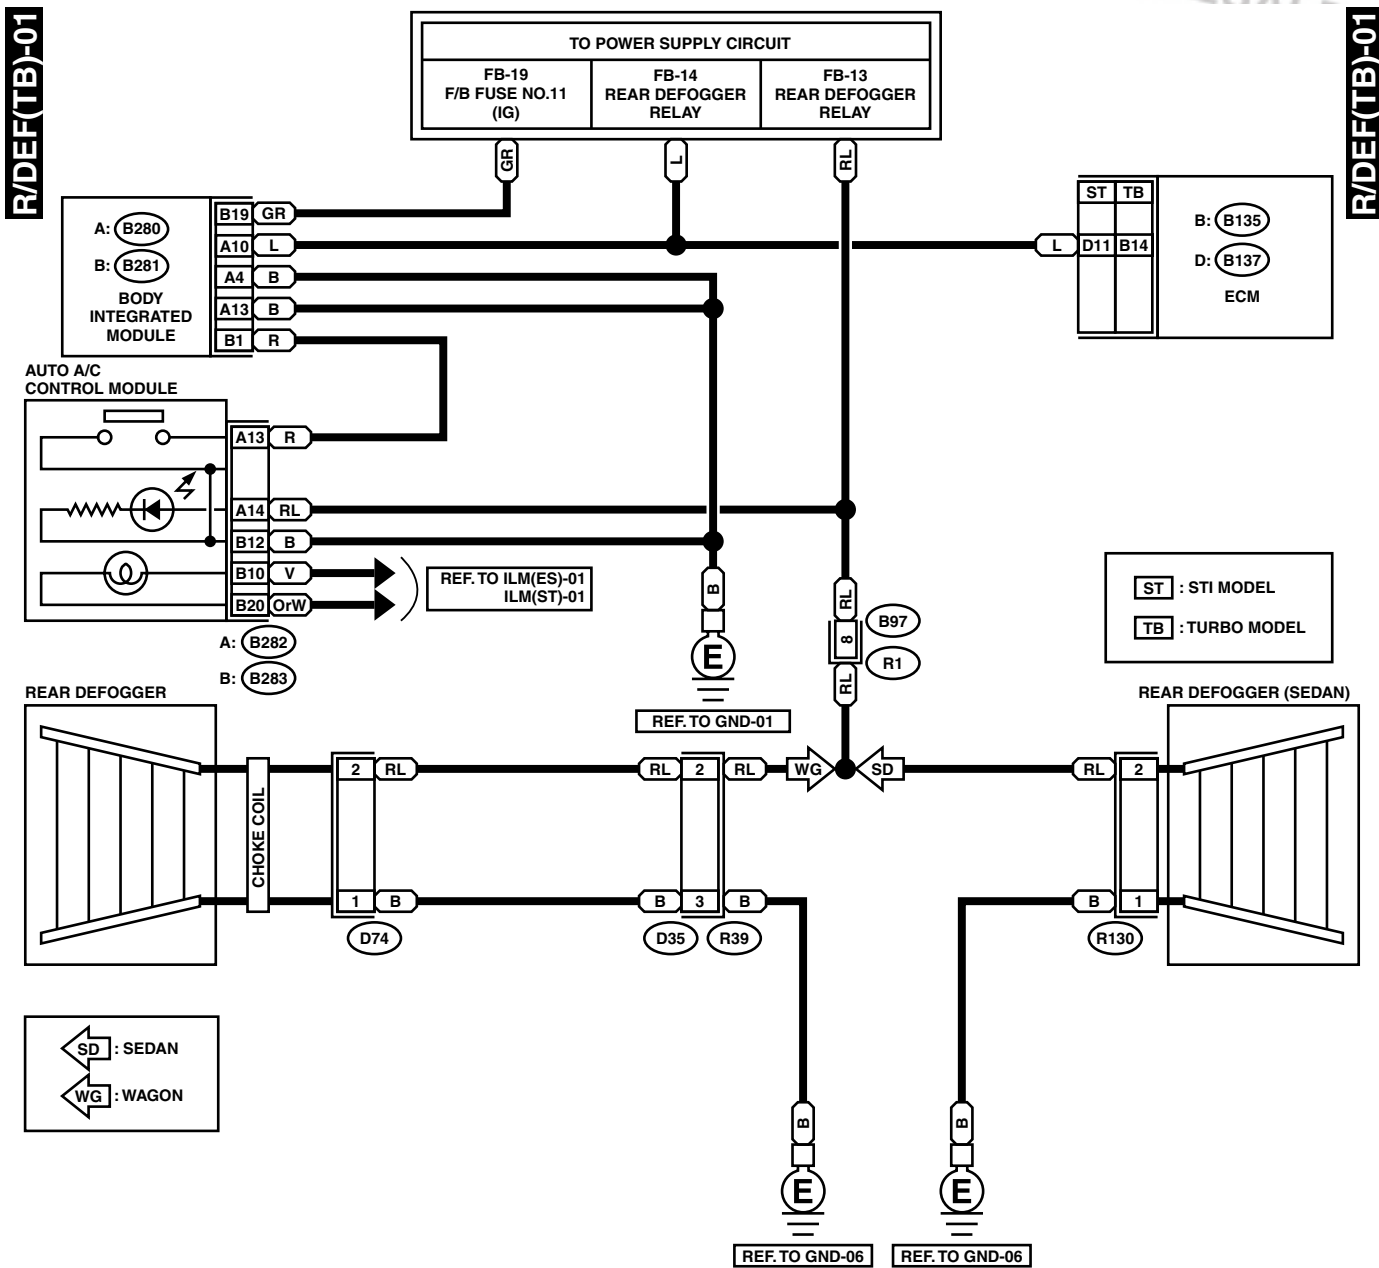 R/DEF(TB)-01
R/DEF(TB)-01
TO POWER SUPPLY CIRCUIT
FB-19
F/B FUSE NO.11
(IG)
FB-14
REAR DEFOGGER
RELAY
FB-13
REAR DEFOGGER
RELAY
GR
L
RL
A: B280
B: B281
BODY
INTEGRATED
MODULE
B19 GR
A10 L
A4 B
A13 B
B1 R
ST TB
L D11 B14
B: B135
D: B137
ECM
AUTO A/C
CONTROL MODULE
A13 R
A14 RL
B12 B
B10 V
B20 OrW
A: B282
B: B283
REF. TO ILM(ES)-01
ILM(ST)-01
B
E
REF. TO GND-01
RL
8
B97
R1
RL
ST : STI MODEL
TB : TURBO MODEL
REAR DEFOGGER
REAR DEFOGGER (SEDAN)
CHOKE COIL
2 RL
RL 2 RL
WG
SD
RL 2
1 B
B 3 B
B 1
D74
D35
R39
R130
SD : SEDAN
WG : WAGON
B
B
E
E
REF. TO GND-06
REF. TO GND-06